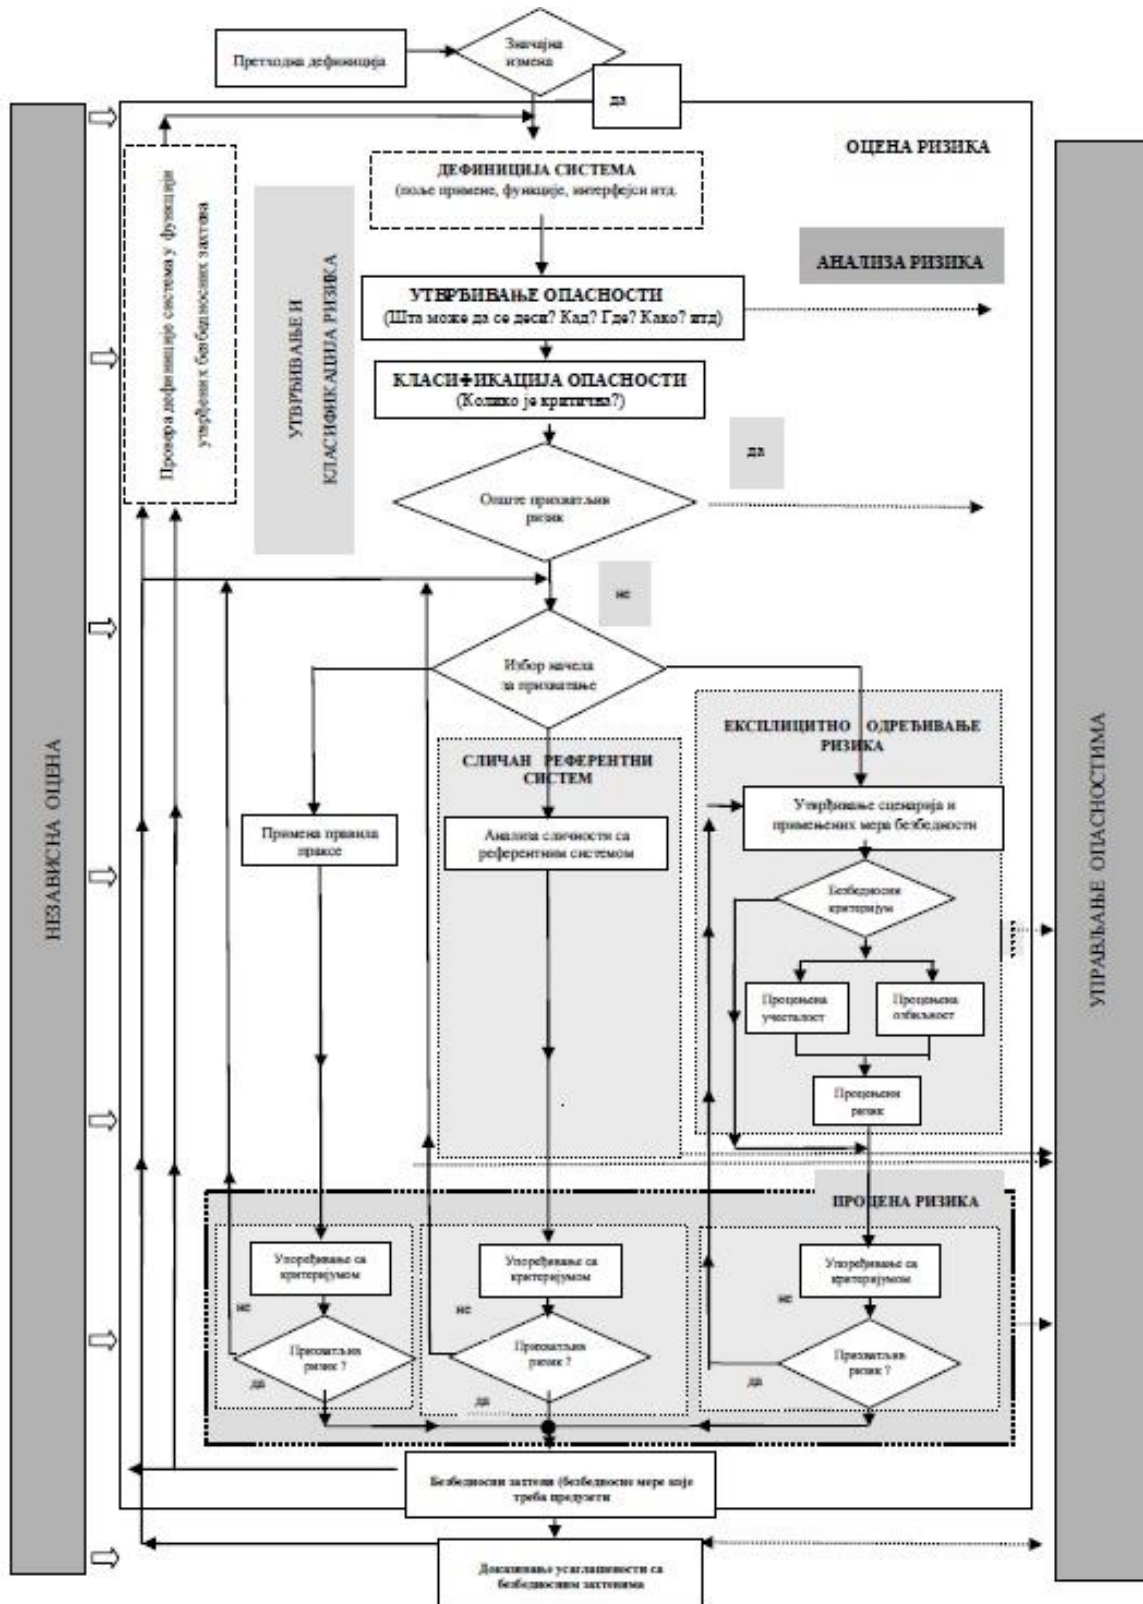 Значајна
измена
Претходна дефиниција
да
ОЦЕНА РИЗИКА
ДЕФИНИЦИЈА СИСТЕМА
(поље примене, функције, интерфејси итд.
Провера дефиниције система у функцији
утврђених безбедносних захтева
УТВРЂИВАЊЕ И
КЛАСИФИКАЦИЈА РИЗИКА
АНАЛИЗА РИЗИКА
УТВРЂИВАЊЕ ОПАСНОСТИ
(Шта може да се деси? Кад? Где? Како? итд)
КЛАСИФИКАЦИЈА ОПАСНОСТИ
(Колико је критична?)
да
Опште прихватљив
ризик
не
Избор начела
за прихватање
НЕЗАВИСНА ОЦЕНА
УПРАВЉАЊЕ ОПАСНОСТИМА
ЕКСПЛИЦИТНО ОДРЕЂИВАЊЕ
РИЗИКА
СЛИЧАН РЕФЕРЕНТНИ
СИСТЕМ
Утврђивање сценарија и
примењених мера безбедности
Примена правила
праксе
Анализа сличности са
референтним системом
Безбедносни
критеријум
Процењена
учесталост
Процењена
озбиљност
Процењени
ризик
ПРОЦЕНА РИЗИКА
Упоређивање са
критеријумом
Упоређивање са
критеријумом
Упоређивање са
критеријумом
не
не
не
Прихватљив
ризик ?
Прихватљив
ризик ?
Прихватљив
ризик ?
да
да
да
Безбедносни захтеви (безбедносне мере које
треба предузети
Доказивање усаглашености са
безбедносним захтевима